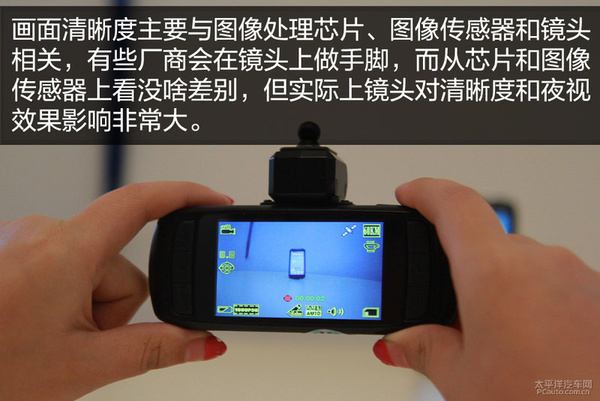 画面清晰度主要与图像处理芯片、图像传感器和镜头
相关，有些厂商会在镜头上做手脚，而从芯片和图像
传感器上看没啥差别，但实际上镜头对清晰度和夜视
效果影响非常大。
00:00:02
AUTO
太平洋汽车网
PCauto.com.cn